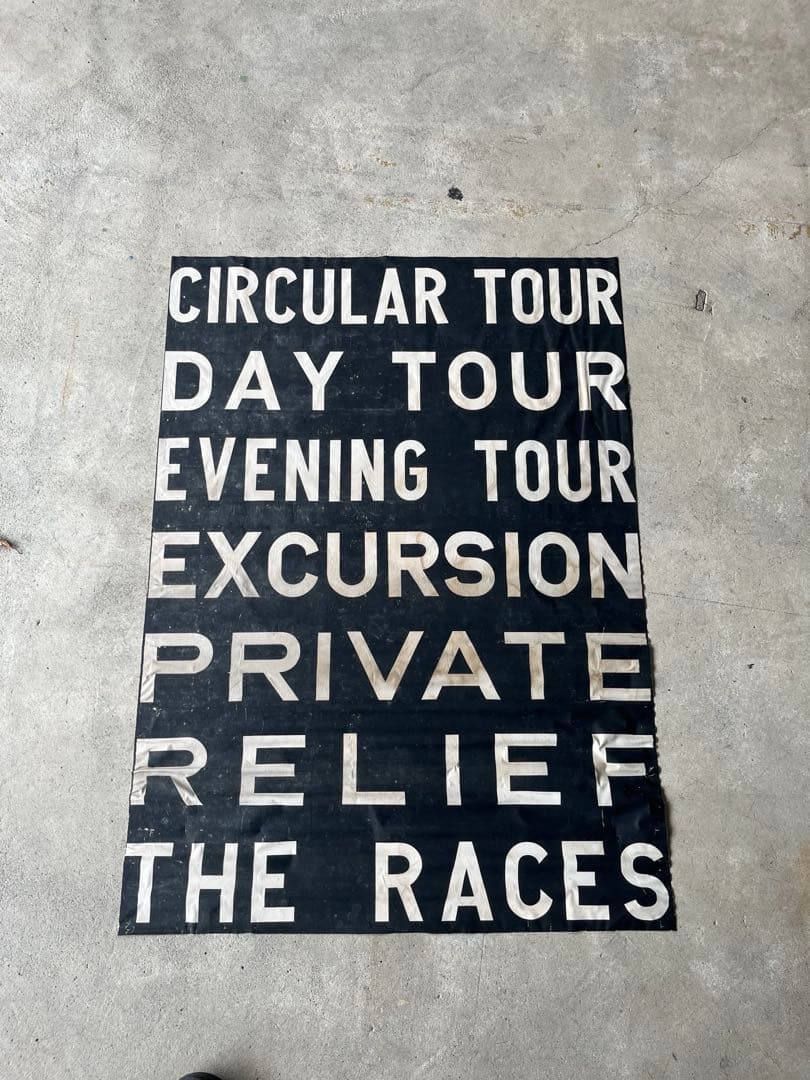 CIRCULAR TOUR
DAY TOUR
EVENING TOUR
EXCURSION
PRIVATE
RELIEF
THE RACES